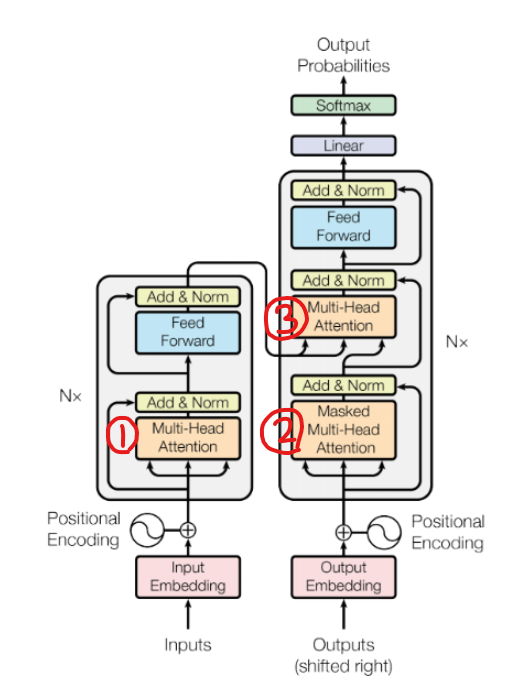 Output
Probabilities
Softmax
Linear
Add & Norm
Feed
Forward
Add & Norm
③ Multi-Head
Attention
Nx
Add & Norm
② Masked
Multi-Head
Attention
Add & Norm
Feed
Forward
Nx
Add & Norm
① Multi-Head
Attention
Positional
Encoding
Positional
Encoding
Input
Embedding
Output
Embedding
Inputs
Outputs
(shifted right)